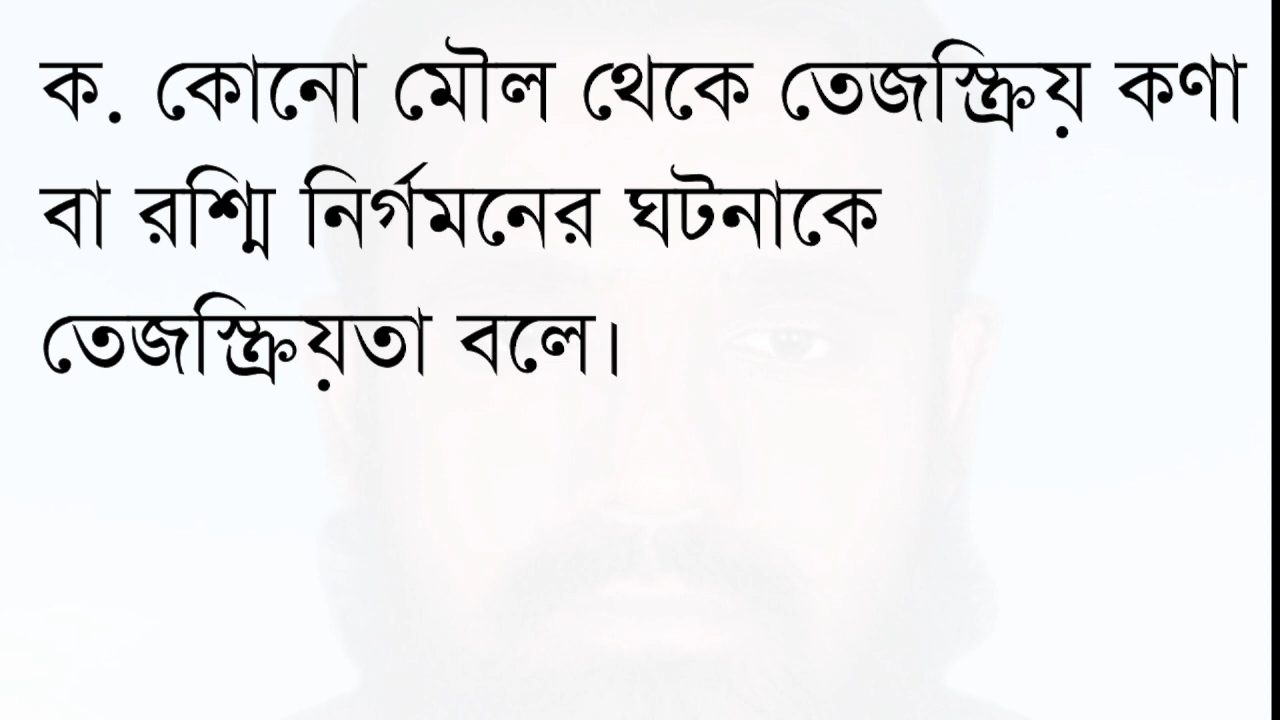 ক. কোনো মৌল থেকে তেজস্ক্রিয় কণা
বা রশ্মি নির্গমনের ঘটনাকে
তেজস্ক্রিয়তা বলে।